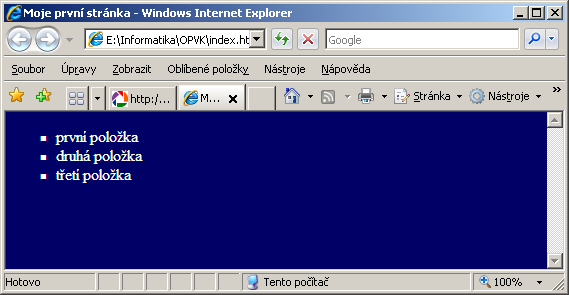 Moje první stránka - Windows Internet Explorer
E:\Informatika\OPVK\index.ht
Google
Soubor Úpravy Zobrazit Oblíbené položky Nástroje Nápověda
http:/... M... Stránka Nástroje »
první položka
druhá položka
třetí položka
Hotovo Tento počítač 100%